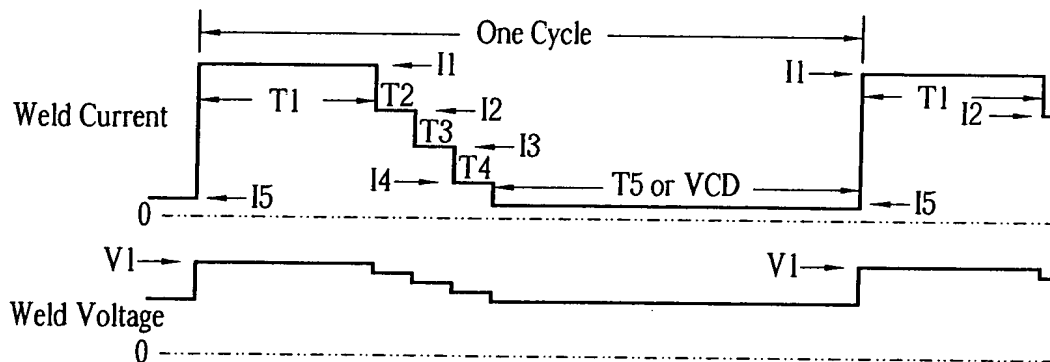 One Cycle
I1
I1
T1
T2
T1
I2
I2
Weld Current
T3
I3
I4
T4
T5 or VCD
I5
I5
0
V1
V1
Weld Voltage
0